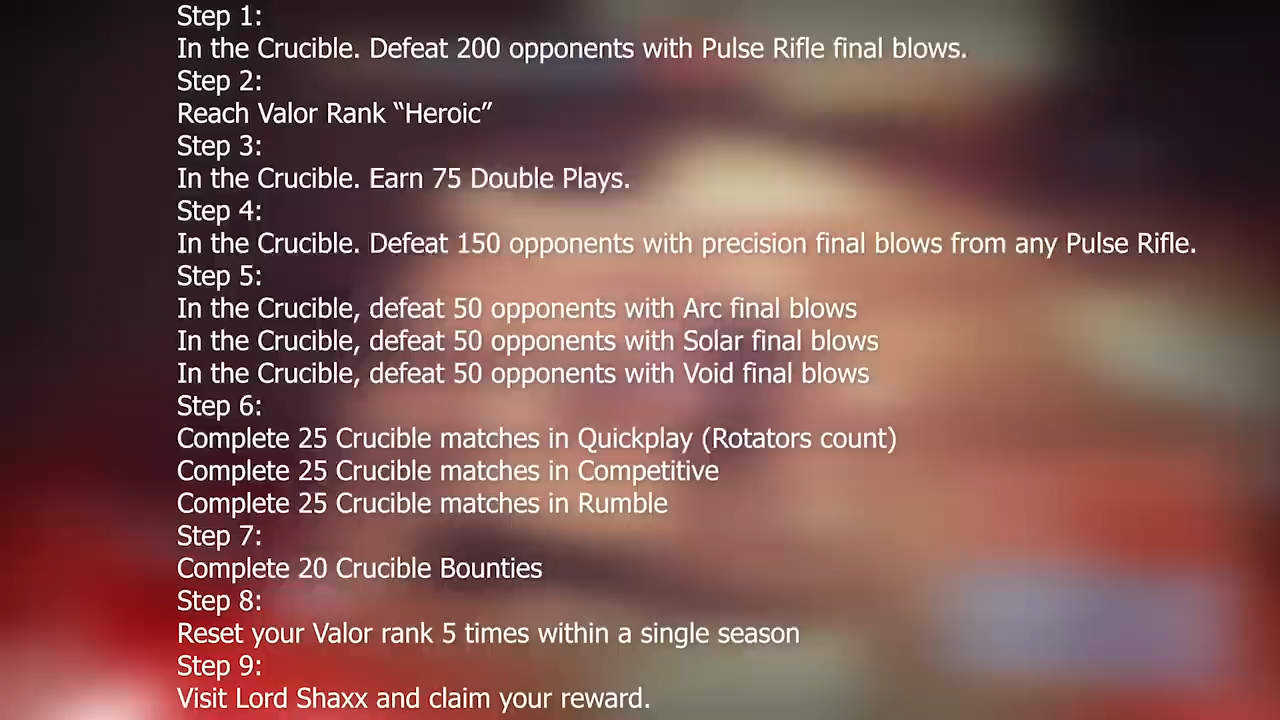 Step 1:
In the Crucible. Defeat 200 opponents with Pulse Rifle final blows.
Step 2:
Reach Valor Rank “Heroic”
Step 3:
In the Crucible. Earn 75 Double Plays.
Step 4:
In the Crucible. Defeat 150 opponents with precision final blows from any Pulse Rifle.
Step 5:
In the Crucible, defeat 50 opponents with Arc final blows
In the Crucible, defeat 50 opponents with Solar final blows
In the Crucible, defeat 50 opponents with Void final blows
Step 6:
Complete 25 Crucible matches in Quickplay (Rotators count)
Complete 25 Crucible matches in Competitive
Complete 25 Crucible matches in Rumble
Step 7:
Complete 20 Crucible Bounties
Step 8:
Reset your Valor rank 5 times within a single season
Step 9:
Visit Lord Shaxx and claim your reward.